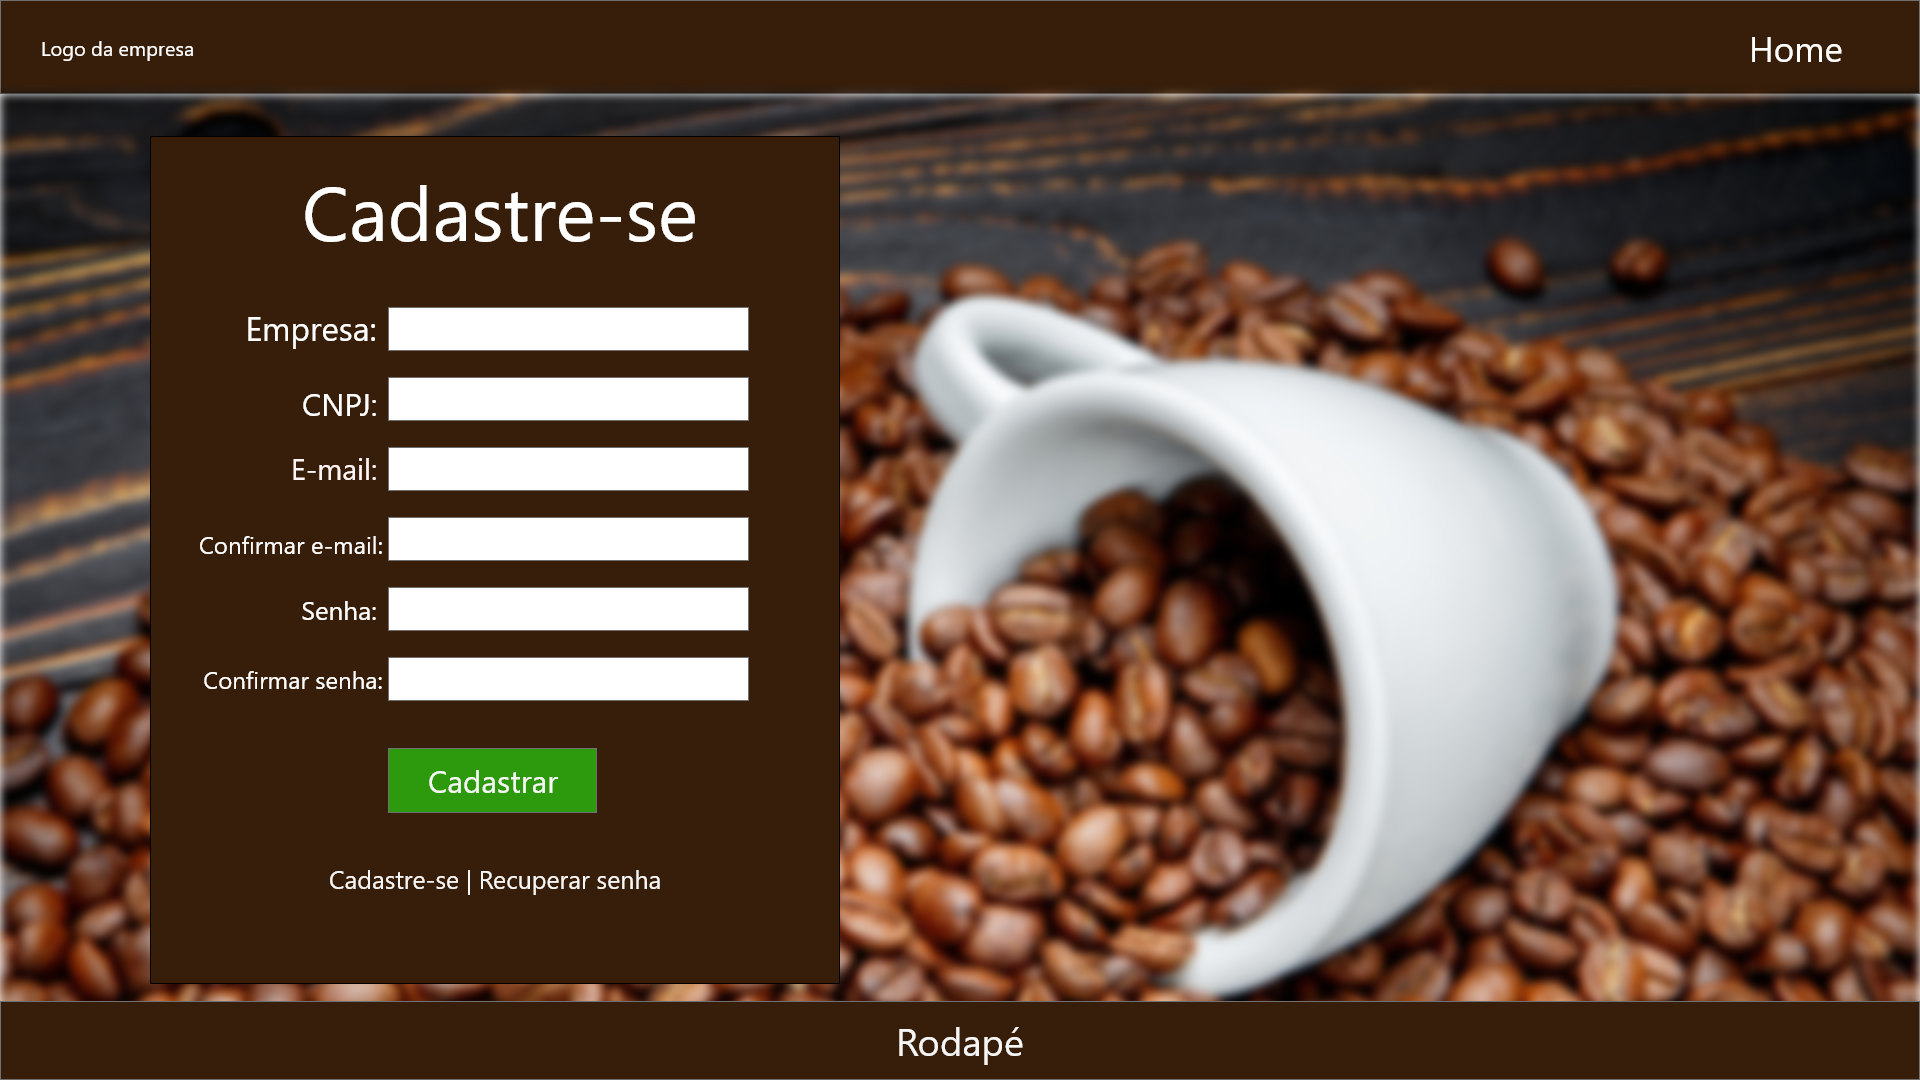 Logo da empresa
Home
Cadastre-se
Empresa:
CNPJ:
E-mail:
Confirmar e-mail:
Senha:
Confirmar senha:
Cadastrar
Cadastre-se | Recuperar senha
Rodapé